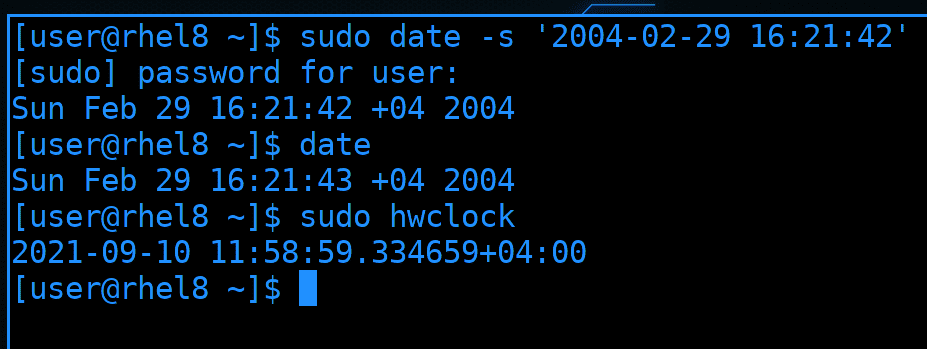 [user@rhel8 ~]$ sudo date -s '2004-02-29 16:21:42'
[sudo] password for user:
Sun Feb 29 16:21:42 +04 2004
[user@rhel8 ~]$ date
Sun Feb 29 16:21:43 +04 2004
[user@rhel8 ~]$ sudo hwclock
2021-09-10 11:58:59.334659+04:00
[user@rhel8 ~]$